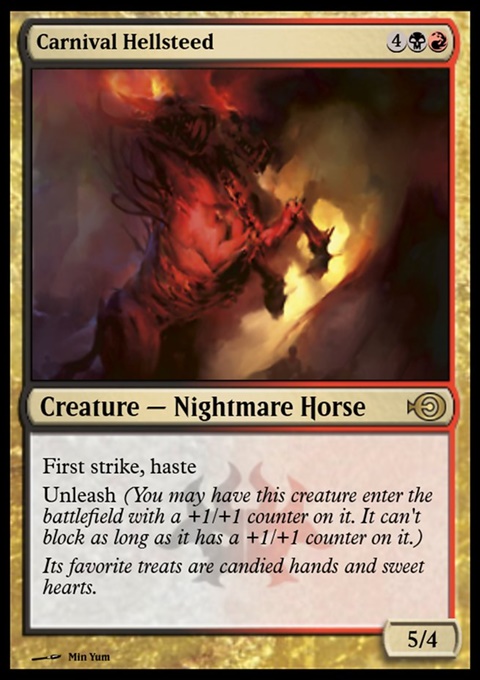 Carnival Hellsteed 4
Creature — Nightmare Horse
First strike, haste
Unleash (You may have this creature enter the
battlefield with a +1/+1 counter on it. It can't
block as long as it has a +1/+1 counter on it.)
Its favorite treats are candied hands and sweet
hearts.
5/4
Min Yum